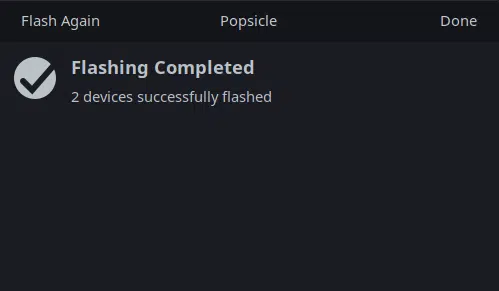 Flash Again Popsicle Done
Flashing Completed
2 devices successfully flashed